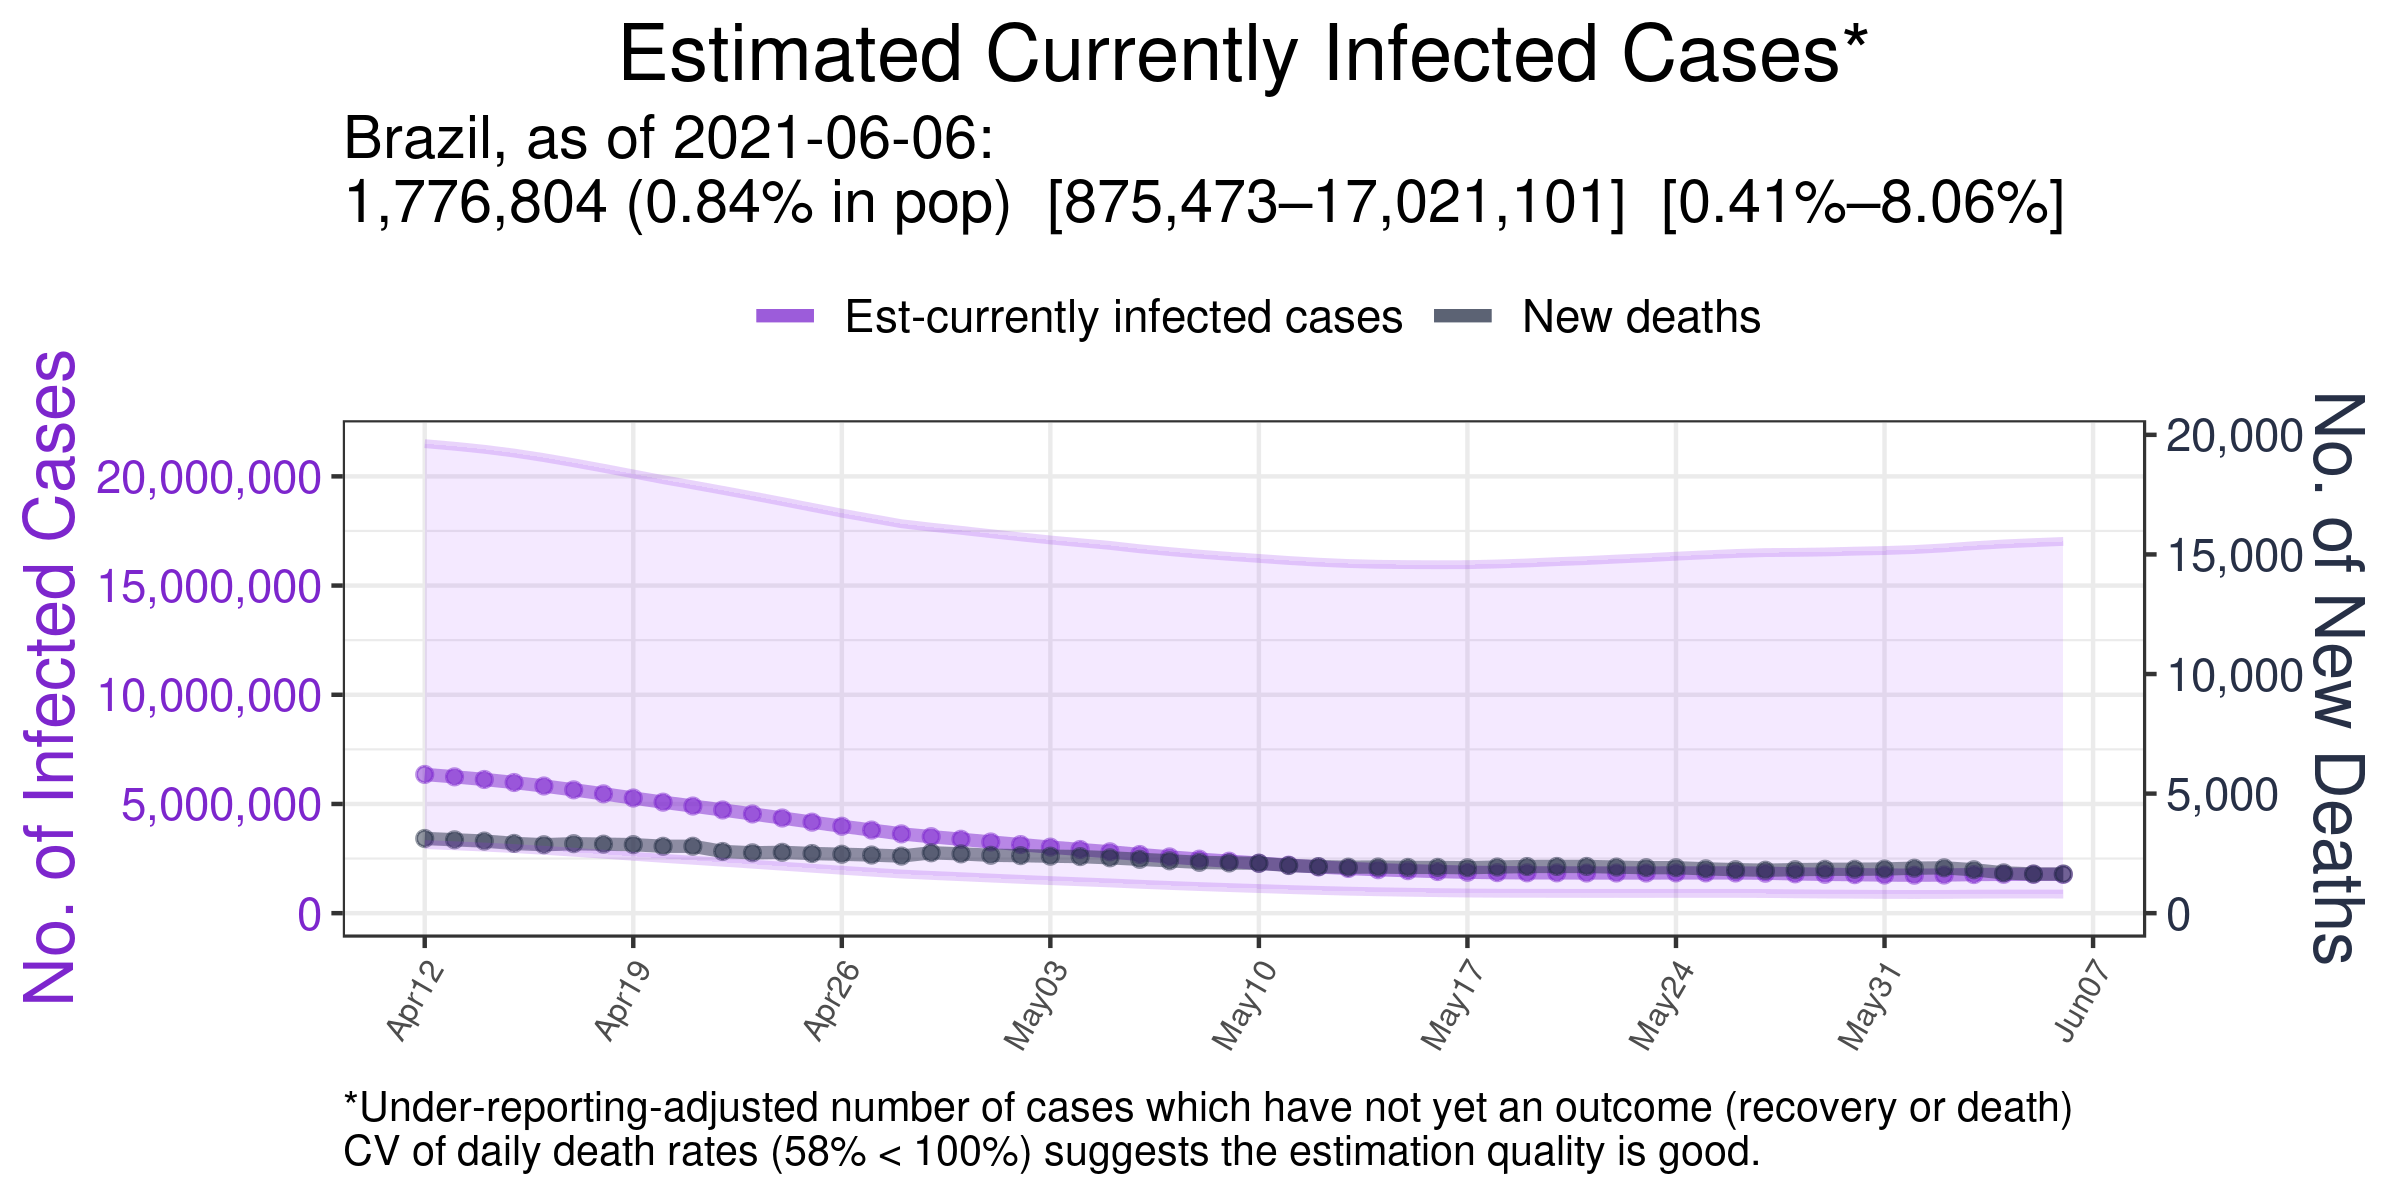 Estimated Currently Infected Cases*
Brazil, as of 2021-06-06:
1,776,804 (0.84% in pop)  [875,473–17,021,101]  [0.41%–8.06%]
Est-currently infected cases
New deaths
No. of Infected Cases
20,000,000
15,000,000
10,000,000
5,000,000
0
20,000
15,000
10,000
5,000
0
No. of New Deaths
Apr12
Apr19
Apr26
May03
May10
May17
May24
May31
Jun07
*Under-reporting-adjusted number of cases which have not yet an outcome (recovery or death)
CV of daily death rates (58% < 100%) suggests the estimation quality is good.